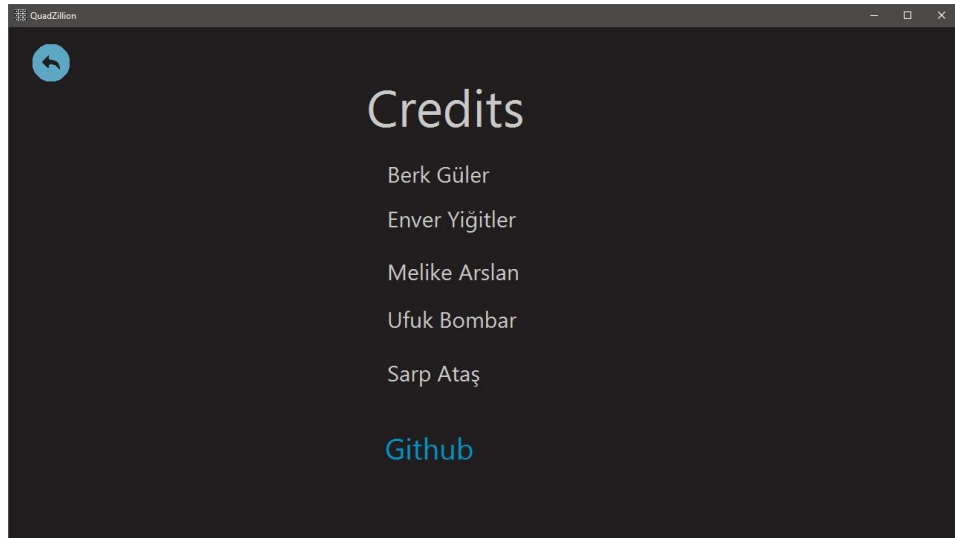 QuadZillion
Credits
Berk Güler
Enver Yiğitler
Melike Arslan
Ufuk Bombar
Sarp Ataş
Github